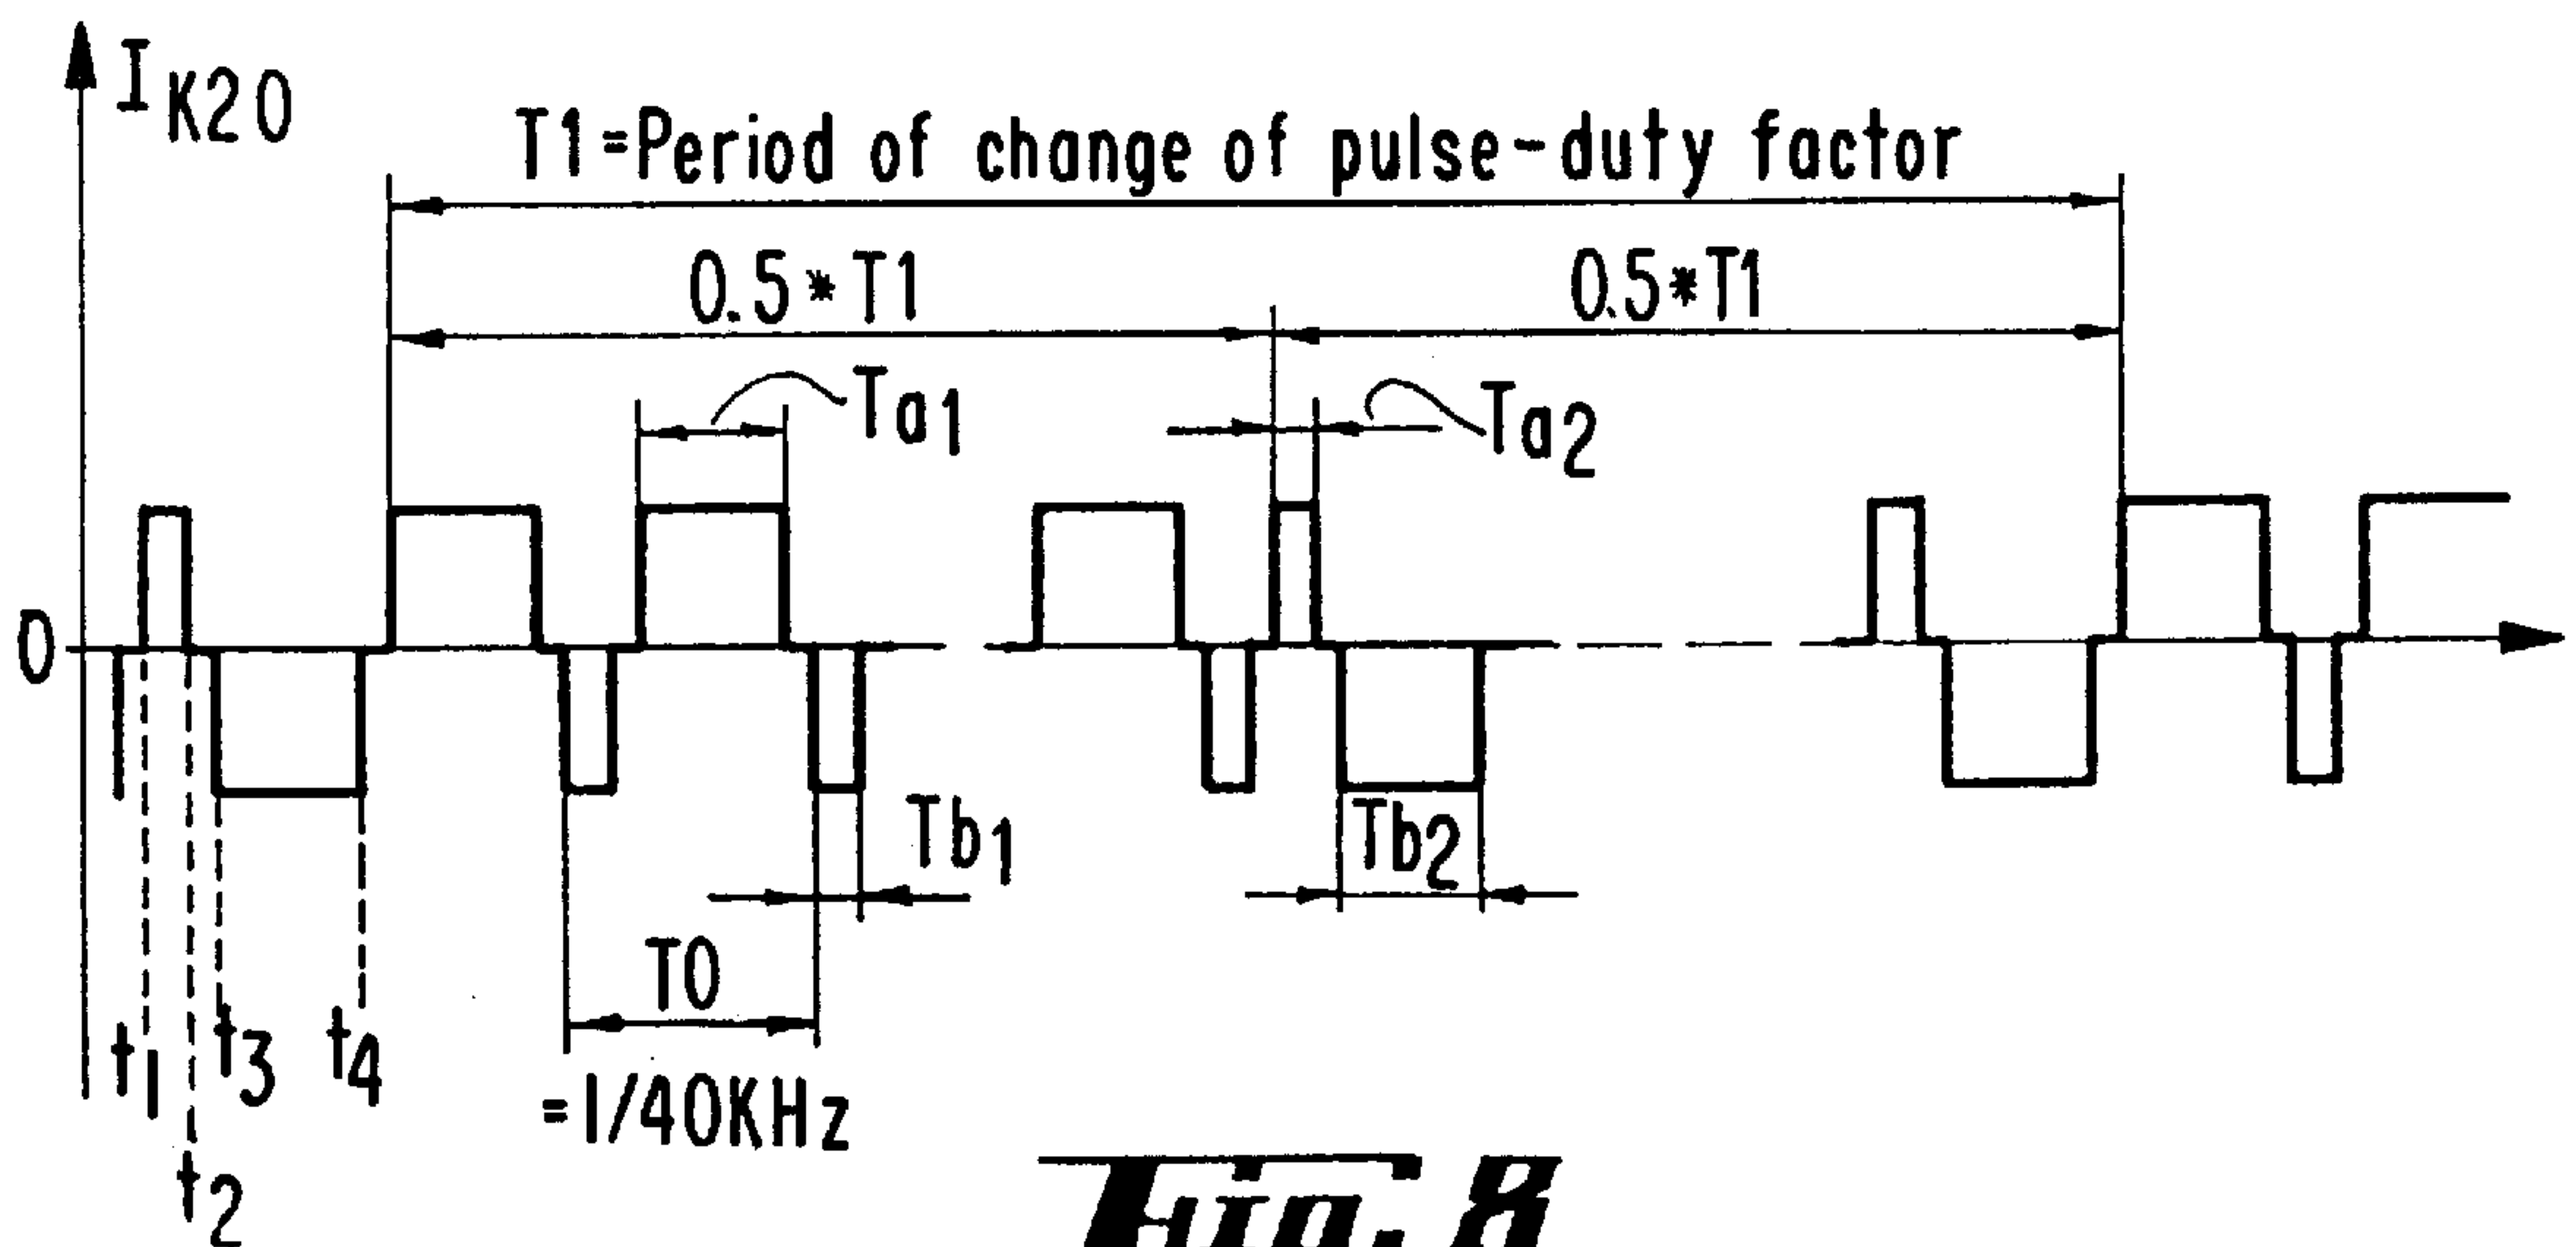 I K20
T1=Period of change of pulse-duty factor
0.5*T1
0.5*T1
Ta1
Ta2
0
Tb1
Tb2
T0
=1/40KHz
t1
t2
t3
t4
Fig. 8